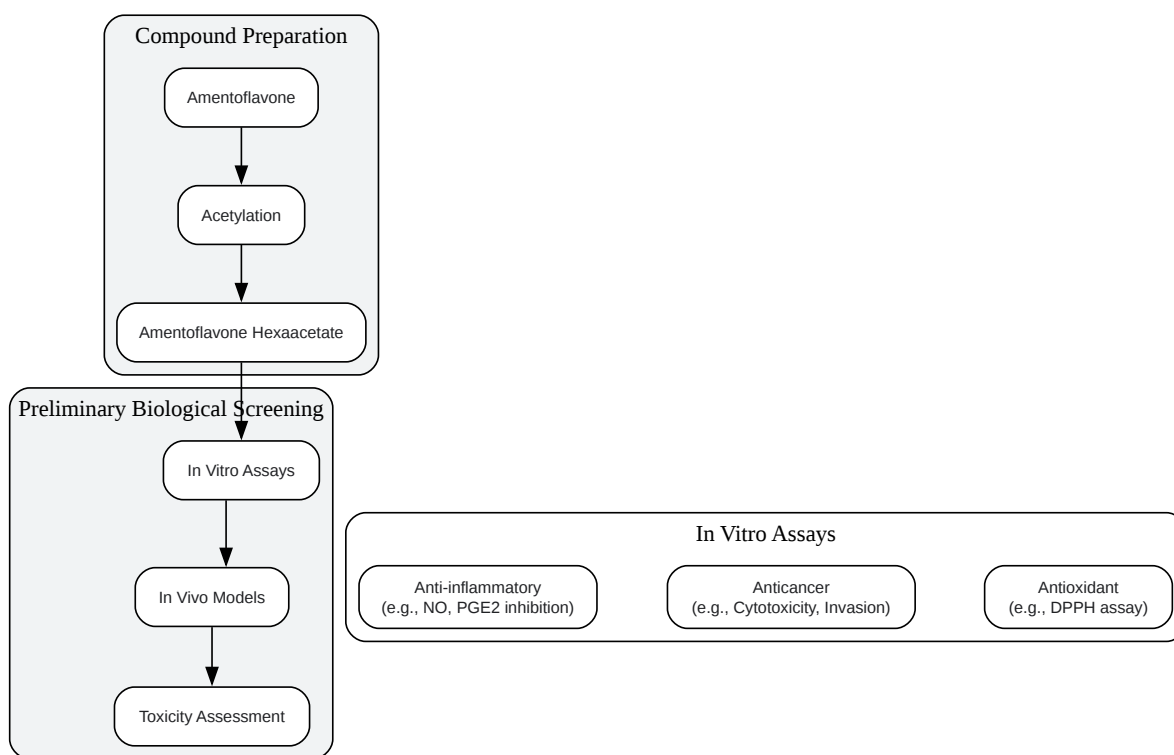 Compound Preparation
Amentoflavone
Acetylation
Amentoflavone Hexaacetate
Preliminary Biological Screening
In Vitro Assays
In Vivo Models
Toxicity Assessment
In Vitro Assays
Anti-inflammatory
(e.g., NO, PGE2 inhibition)
Anticancer
(e.g., Cytotoxicity, Invasion)
Antioxidant
(e.g., DPPH assay)